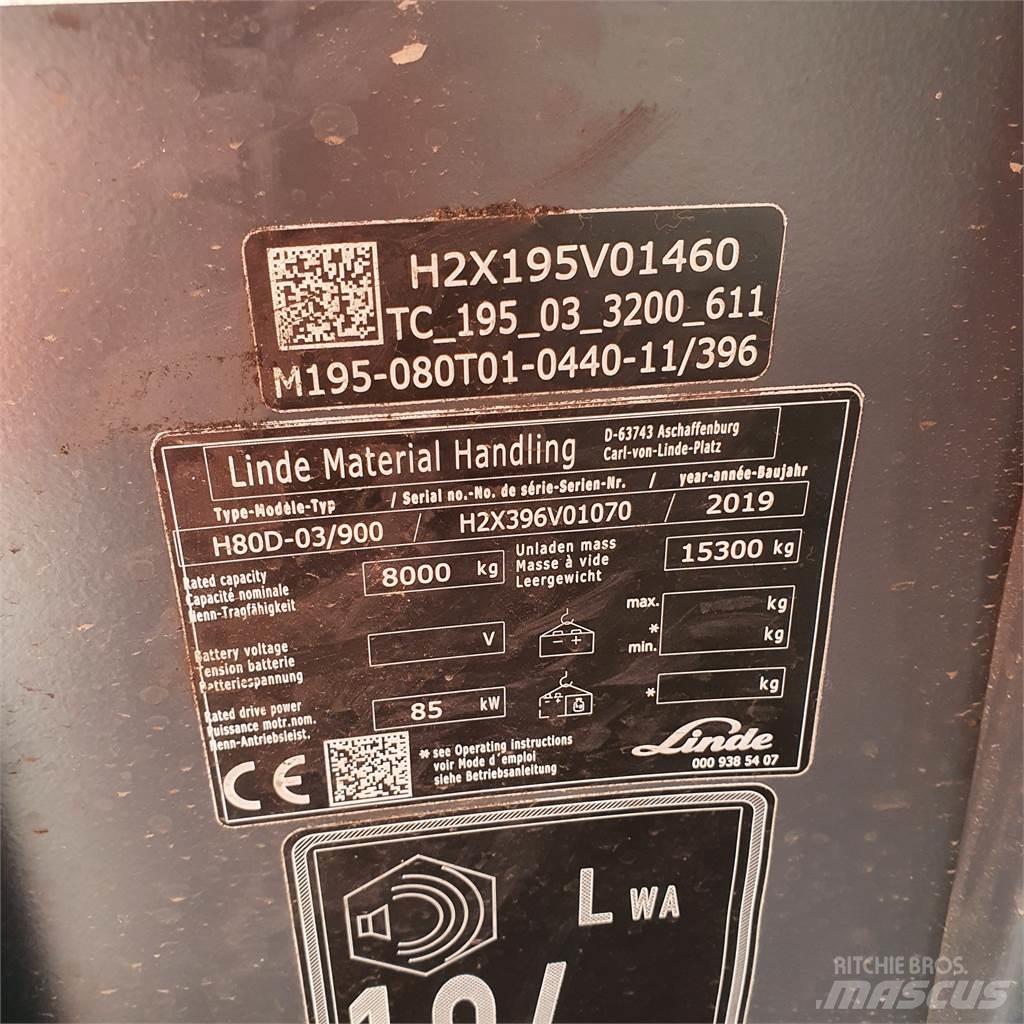 H2X195V01460
TC_195_03_3200_611
M195-080T01-0440-11/396
Linde Material Handling
D-63743 Aschaffenburg
Carl-von-Linde-Platz
Type-Modèle-Typ / Serial no.-No. de série-Serien-Nr. / year-année-Baujahr
H80D-03/900 / H2X396V01070 / 2019
Rated capacity
Capacité nominale
Nenn-Tragfähigkeit
8000 kg
Unladen mass
Masse à vide
Leergewicht
15300 kg
Battery voltage
Tension batterie
Batteriespannung
V
max. kg
*
min. kg
Rated drive power
Puissance motr.nom.
Nenn-Antriebsleist.
85 kW
* kg
CE
* see Operating instructions
voir Mode d'emploi
siehe Betriebsanleitung
Linde
000 938 54 07
LWA
RITCHIE BROS.
MASCUS